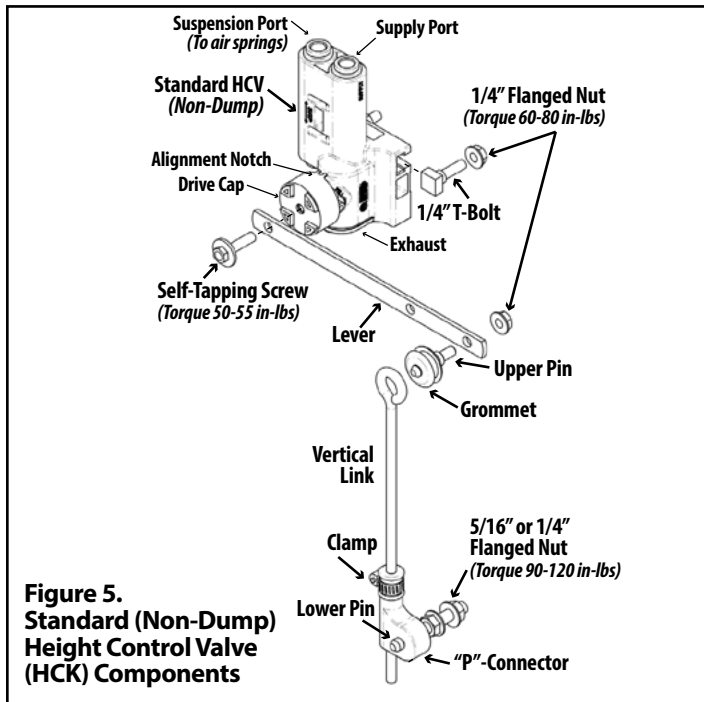 Suspension Port
(To air springs)
Supply Port
Standard HCV
(Non-Dump)
1/4” Flanged Nut
(Torque 60-80 in-lbs)
Alignment Notch
Drive Cap
1/4” T-Bolt
Exhaust
Self-Tapping Screw
(Torque 50-55 in-lbs)
Lever
Upper Pin
Grommet
Vertical
Link
5/16” or 1/4”
Flanged Nut
(Torque 90-120 in-lbs)
Clamp
Lower Pin
“P”-Connector
Figure 5.
Standard (Non-Dump)
Height Control Valve
(HCK) Components